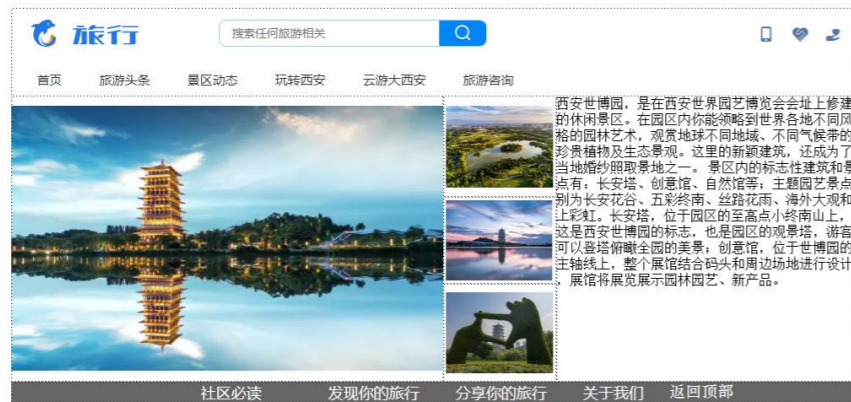 旅行
搜索任何旅游相关
首页 旅游头条 景区动态 玩转西安 云游大西安 旅游咨询
西安世博园，是在西安世界园艺博览会会址上修建
的休闲景区。在园区内你能领略到世界各地不同风
格的园林艺术，观赏地球不同地域、不同气候带的
珍贵植物及生态景观。这里的新颖建筑，还成为了
当地婚纱照取景地之一。 景区内的标志性建筑和景
点有：长安塔、创意馆、自然馆等；主题园艺景点
别为长安花谷、五彩终南、丝路花雨、海外大观和
上彩虹。长安塔，位于园区的至高点小终南山上，
这是西安世博园的标志，也是园区的观景塔，游客
可以登塔俯瞰全园的美景；创意馆，位于世博园的
主轴线上，整个展馆结合码头和周边场地进行设计
，展馆将展览展示园林园艺、新产品。
社区必读 发现你的旅行 分享你的旅行 关于我们 返回顶部